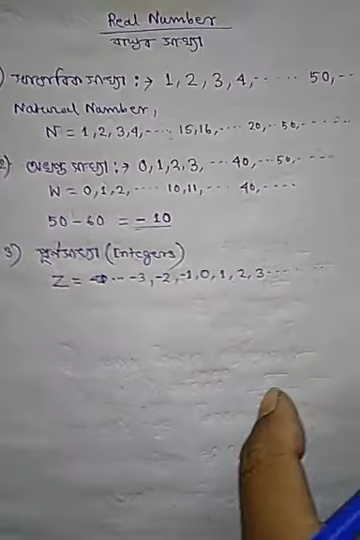 Real Number
বাস্তব সংখ্যা
) স্বাভাবিক সংখ্যা :→ 1, 2, 3, 4, ...... 50, ..
Natural Number,
N = 1, 2, 3, 4, .... 15, 16, .... 20, .. 50, .......
2) অখণ্ড সংখ্যা :→ 0, 1, 2, 3, .... 40, ... 50, .....
W = 0, 1, 2, .... 10, 11, ... 40, ....
50 - 60 = - 10
3) পূর্ণসংখ্যা (Integers)
Z = ... -3, -2, -1, 0, 1, 2, 3 .......